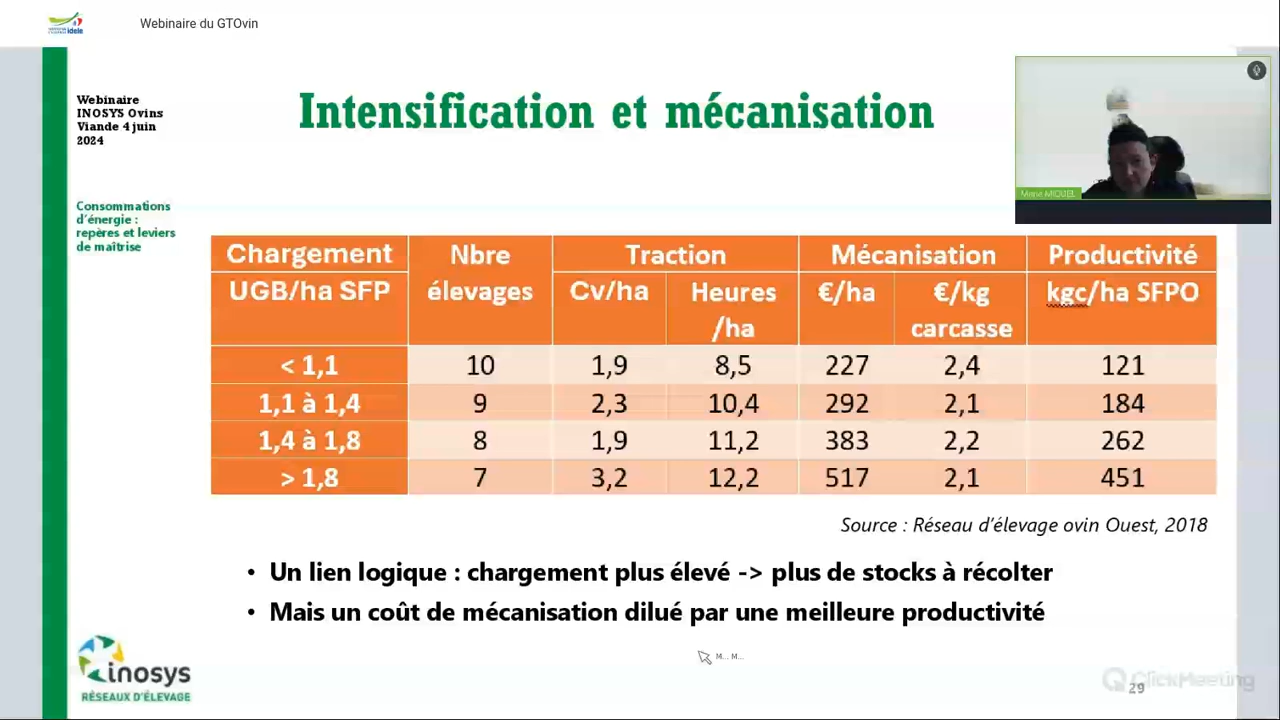 idele
Webinaire du GTOvin
Webinaire
INOSYS Ovins
Viande 4 juin
2024
Intensification et mécanisation
Marie MIQUEL
Consommations
d'énergie :
repères et leviers
de maîtrise
Chargement Nbre Traction Mécanisation Productivité
UGB/ha SFP élevages Cv/ha Heures €/ha €/kg kgc/ha SFPO
/ha carcasse
< 1,1 10 1,9 8,5 227 2,4 121
1,1 à 1,4 9 2,3 10,4 292 2,1 184
1,4 à 1,8 8 1,9 11,2 383 2,2 262
> 1,8 7 3,2 12,2 517 2,1 451
Source : Réseau d'élevage ovin Ouest, 2018
• Un lien logique : chargement plus élevé -> plus de stocks à récolter
• Mais un coût de mécanisation dilué par une meilleure productivité
M... M...
inosys
RÉSEAUX D'ÉLEVAGE
ClickMeeting
29